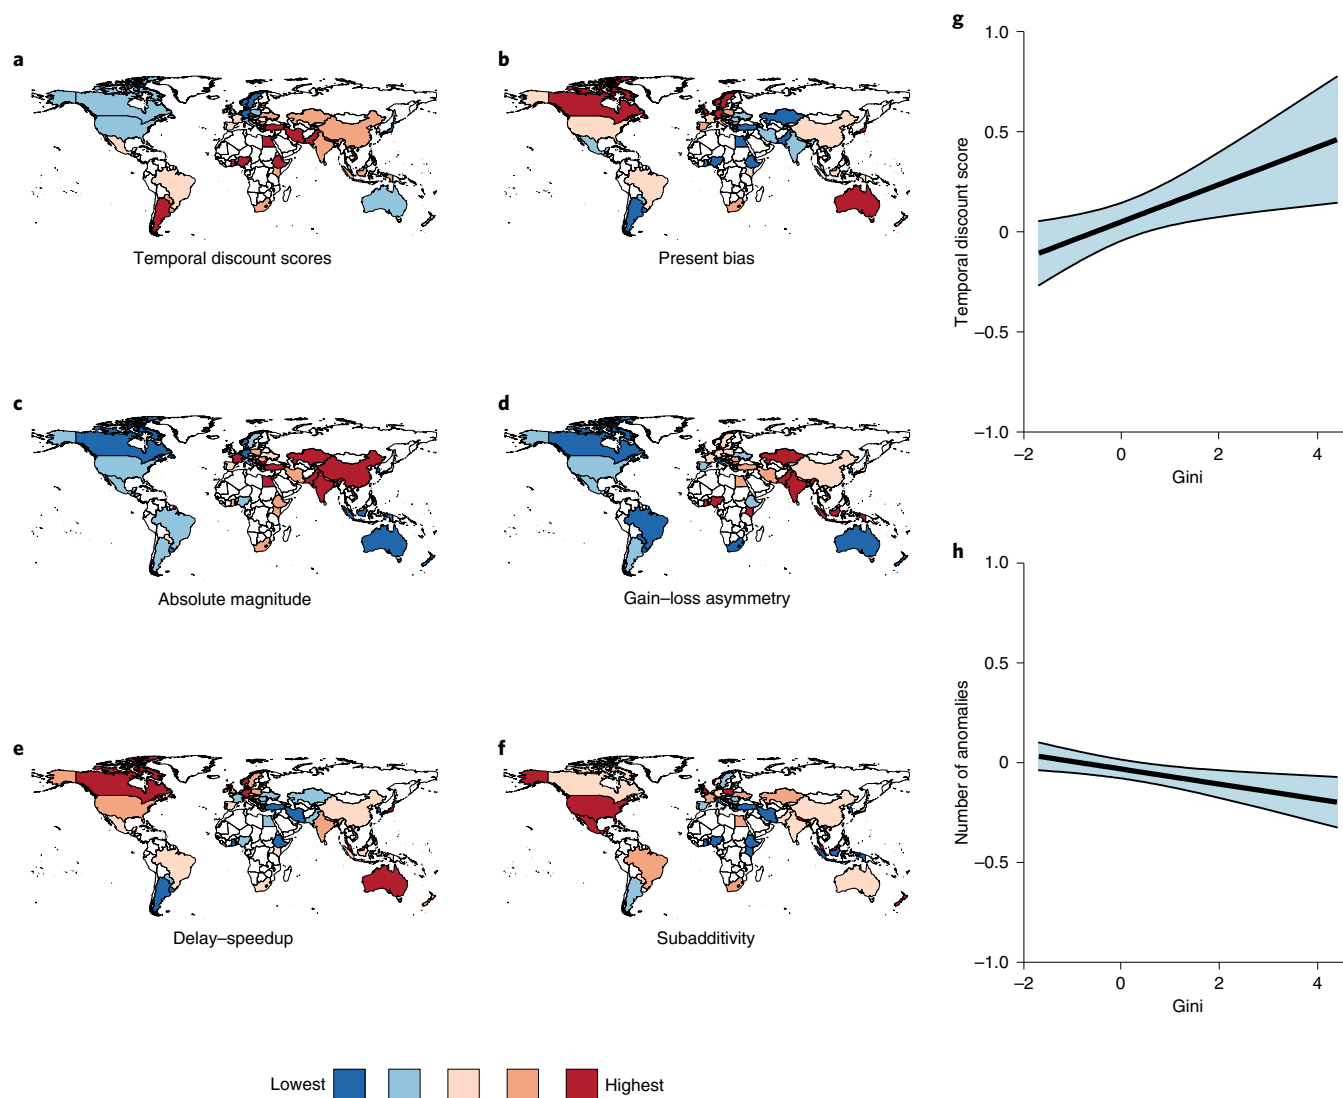 a
Temporal discount scores
b
Present bias
c
Absolute magnitude
d
Gain–loss asymmetry
e
Delay–speedup
f
Subadditivity
Lowest
Highest
g
1.0
0.5
0
–0.5
–1.0
Temporal discount score
–2
0
2
4
Gini
h
1.0
0.5
0
–0.5
–1.0
Number of anomalies
–2
0
2
4
Gini